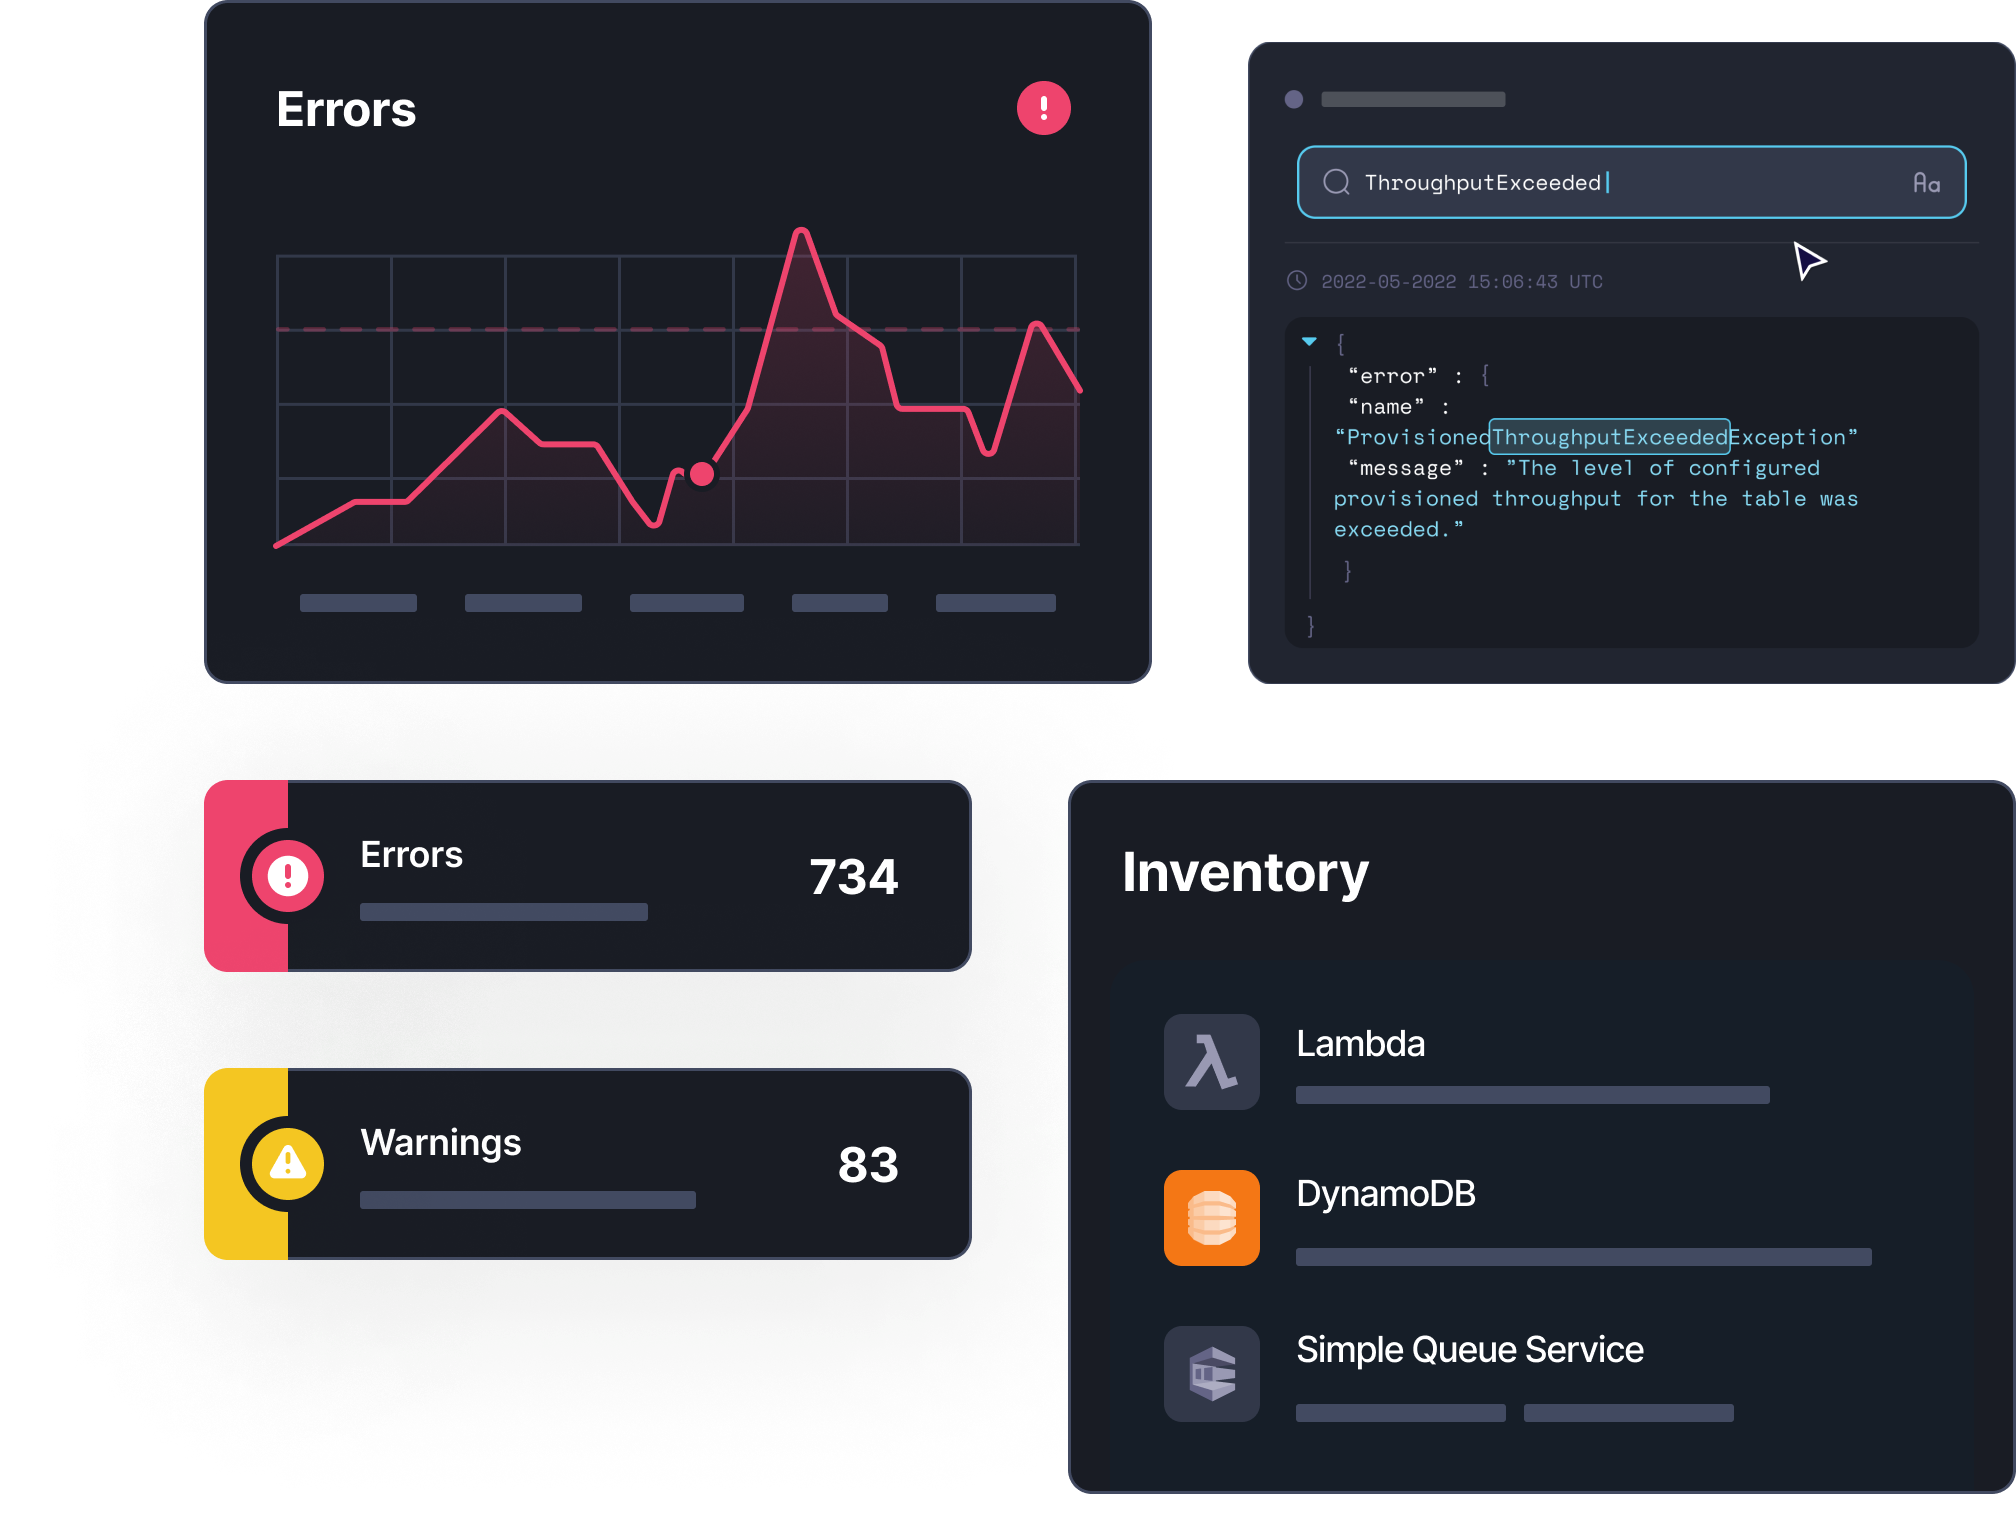 Errors
ThroughputExceeded
Aa
2022-05-2022 15:06:43 UTC
{
“error” : {
“name” :
“ProvisionedThroughputExceededException”
“message” : ”The level of configured
provisioned throughput for the table was
exceeded.”
}
}
Errors
734
Warnings
83
Inventory
Lambda
DynamoDB
Simple Queue Service